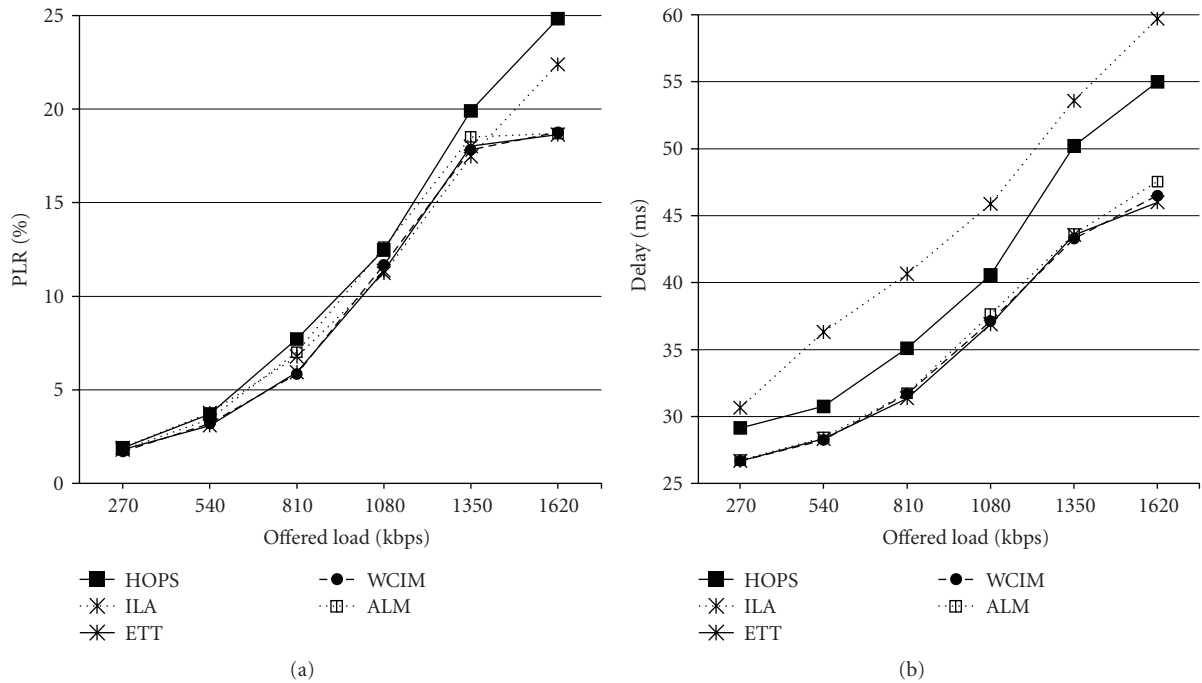 25
20
15
10
5
0
PLR (%)
270 540 810 1080 1350 1620
Offered load (kbps)
HOPS
ILA
ETT
WCIM
ALM
(a)
60
55
50
45
40
35
30
25
Delay (ms)
270 540 810 1080 1350 1620
Offered load (kbps)
HOPS
ILA
ETT
WCIM
ALM
(b)